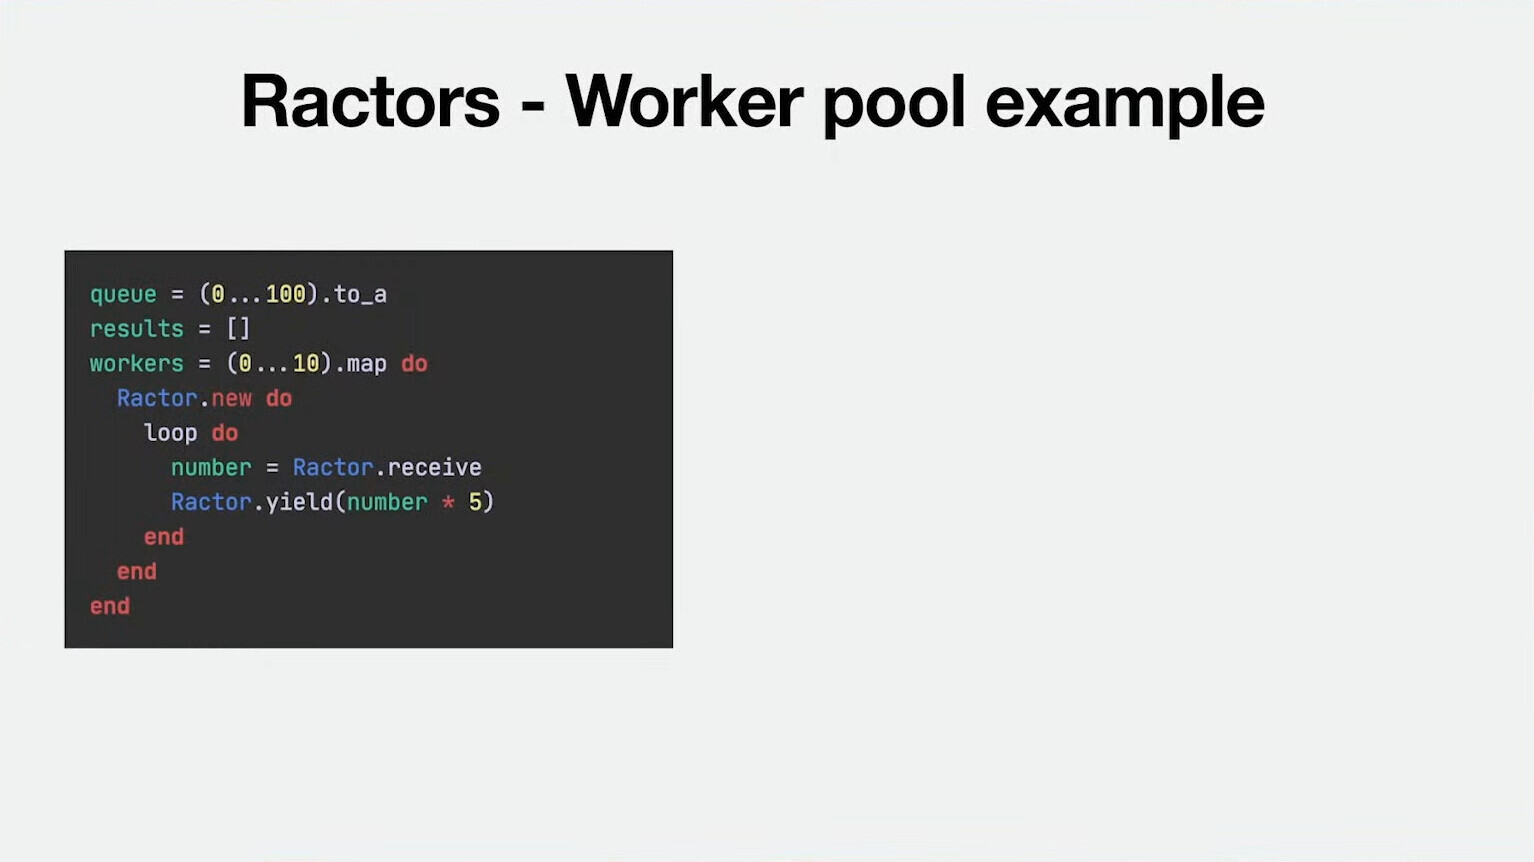 Ractors - Worker pool example
queue = (0...100).to_a
results = []
workers = (0...10).map do
  Ractor.new do
    loop do
      number = Ractor.receive
      Ractor.yield(number * 5)
    end
  end
end